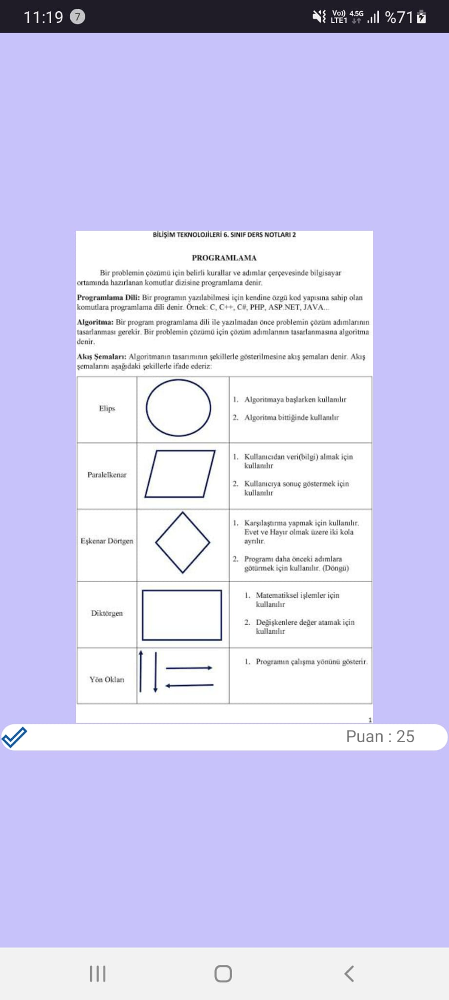 11:19 7 Vo)) LTE1 4.5G %71
BİLİŞİM TEKNOLOJİLERİ 6. SINIF DERS NOTLARI 2
PROGRAMLAMA
Bir problemin çözümü için belirli kurallar ve adımlar çerçevesinde bilgisayar
ortamında hazırlanan komutlar dizisine programlama denir.
Programlama Dili: Bir programın yazılabilmesi için kendine özgü kod yapısına sahip olan
komutlara programlama dili denir. Örnek: C, C++, C#, PHP, ASP.NET, JAVA...
Algoritma: Bir program programlama dili ile yazılmadan önce problemin çözüm adımlarının
tasarlanması gerekir. Bir problemin çözümü için çözüm adımlarının tasarlanmasına algoritma
denir.
Akış Şemaları: Algoritmanın tasarımının şekillerle gösterilmesine akış şemaları denir. Akış
şemalarını aşağıdaki şekillerle ifade ederiz:
Elips
1. Algoritmaya başlarken kullanılır
2. Algoritma bittiğinde kullanılır
Paralelkenar
1. Kullanıcıdan veri(bilgi) almak için
kullanılır
2. Kullanıcıya sonuç göstermek için
kullanılır
Eşkenar Dörtgen
1. Karşılaştırma yapmak için kullanılır.
Evet ve Hayır olmak üzere iki kola
ayrılır.
2. Programı daha önceki adımlara
götürmek için kullanılır. (Döngü)
Diktörgen
1. Matematiksel işlemler için
kullanılır
2. Değişkenlere değer atamak için
kullanılır
Yön Okları
1. Programın çalışma yönünü gösterir.
1
Puan : 25